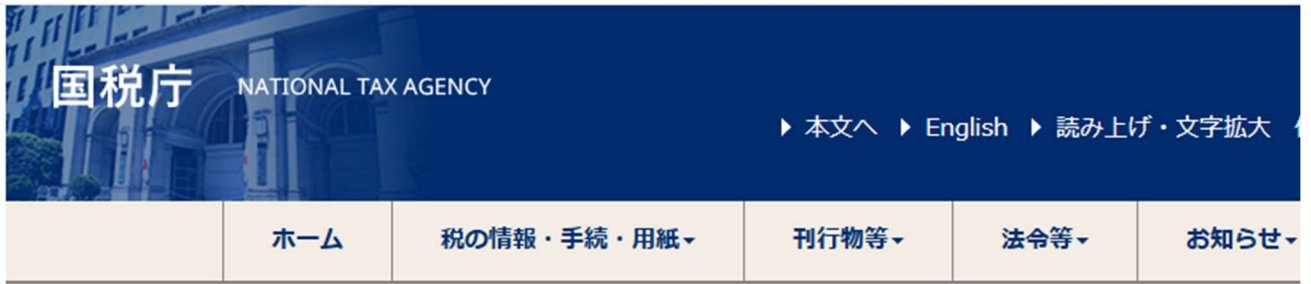 国税庁 NATIONAL TAX AGENCY
本文へ English 読み上げ・文字拡大
ホーム 税の情報・手続・用紙 刊行物等 法令等 お知らせ